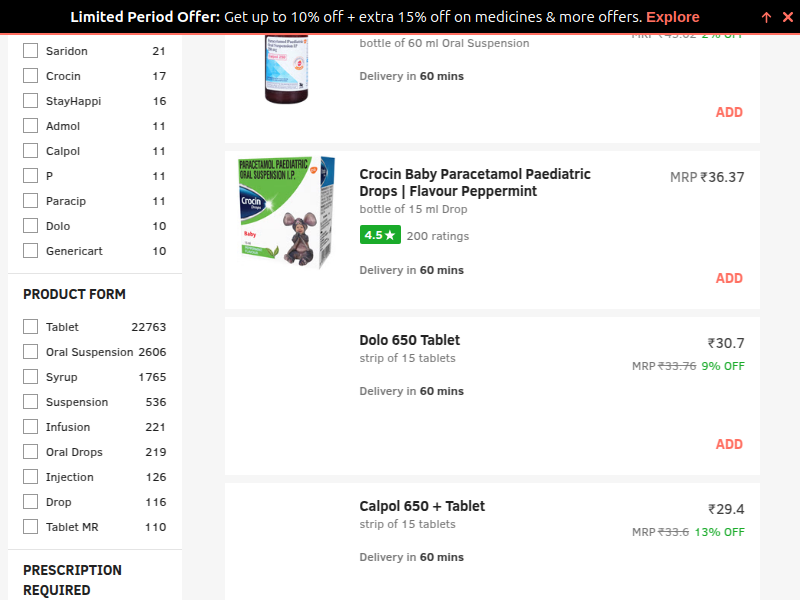 Limited Period Offer: Get up to 10% off + extra 15% off on medicines & more offers. Explore
Saridon 21
Crocin 17
StayHappi 16
Admol 11
Calpol 11
P 11
Paracip 11
Dolo 10
Genericart 10
PRODUCT FORM
Tablet 22763
Oral Suspension 2606
Syrup 1765
Suspension 536
Infusion 221
Oral Drops 219
Injection 126
Drop 116
Tablet MR 110
PRESCRIPTION
REQUIRED
bottle of 60 ml Oral Suspension
Delivery in 60 mins
ADD
PARACETAMOL PAEDIATRIC
ORAL SUSPENSION I.P.
Crocin
Drops
Baby
Crocin Baby Paracetamol Paediatric
Drops | Flavour Peppermint
MRP ₹36.37
bottle of 15 ml Drop
4.5★ 200 ratings
Delivery in 60 mins
ADD
Dolo 650 Tablet
₹30.7
strip of 15 tablets
MRP ₹33.76 9% OFF
Delivery in 60 mins
ADD
Calpol 650 + Tablet
₹29.4
strip of 15 tablets
MRP ₹33.6 13% OFF
Delivery in 60 mins